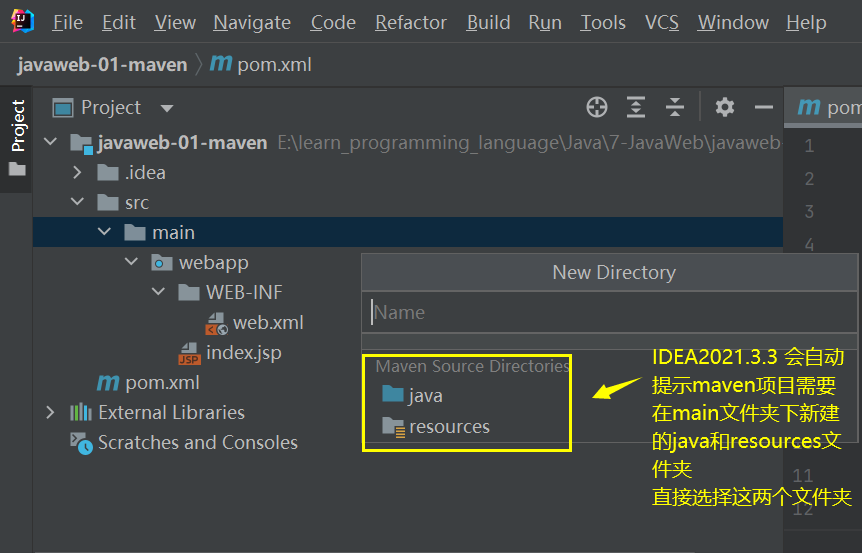 File Edit View Navigate Code Refactor Build Run Tools VCS Window Help
javaweb-01-maven pom.xml
Project
Project
pom
javaweb-01-maven E:\learn_programming_language\Java\7-JavaWeb\javaweb
1
.idea
2
src
3
main
4
webapp
New Directory
WEB-INF
Name
web.xml
index.jsp
Maven Source Directories
java
resources
pom.xml
External Libraries
Scratches and Consoles
IDEA2021.3.3 会自动
提示maven项目需要
在main文件夹下新建
的java和resources文
件夹
直接选择这两个文件夹
11
12